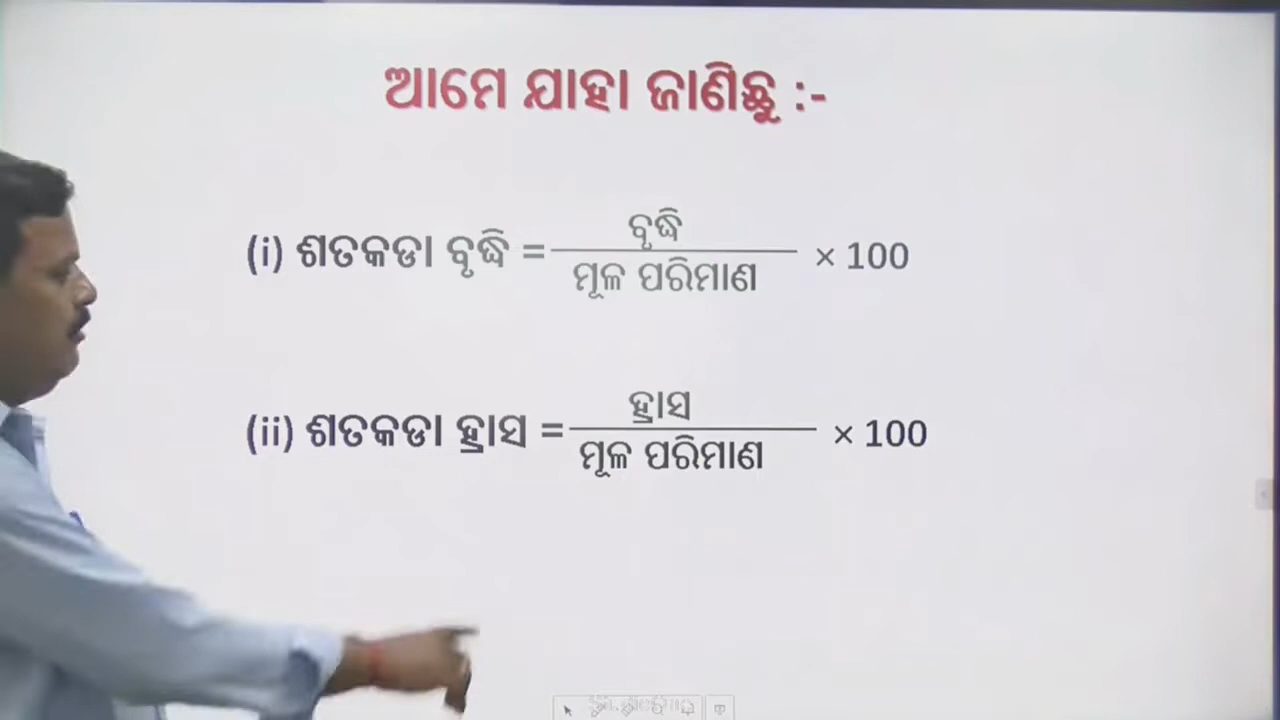 ଆମେ ଯାହା ଜାଣିଛୁ :-
(i) ଶତକଡା ବୃଦ୍ଧି = ବୃଦ୍ଧି / ମୂଳ ପରିମାଣ × 100
(ii) ଶତକଡା ହ୍ରାସ = ହ୍ରାସ / ମୂଳ ପରିମାଣ × 100